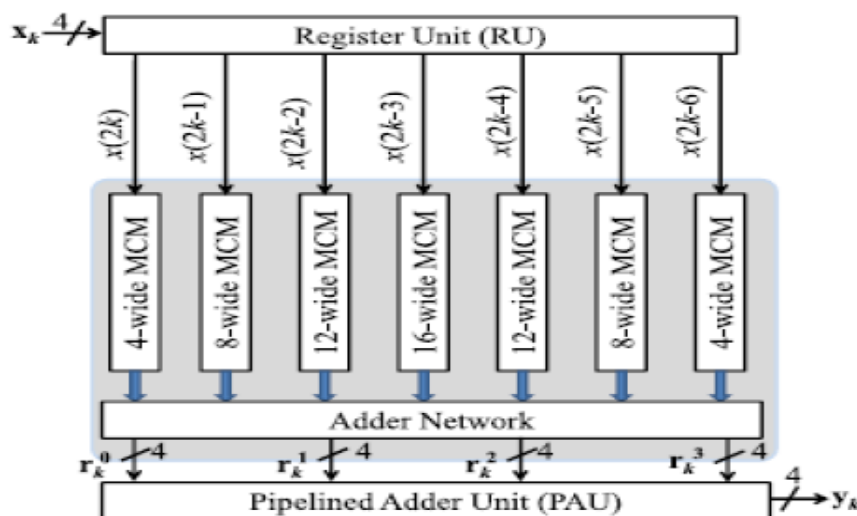 x_k 4 Register Unit (RU)
x(2k) x(2k-1) x(2k-2) x(2k-3) x(2k-4) x(2k-5) x(2k-6)
4-wide MCM 8-wide MCM 12-wide MCM 16-wide MCM 12-wide MCM 8-wide MCM 4-wide MCM
Adder Network
r_k^0 4 r_k^1 4 r_k^2 4 r_k^3 4
Pipelined Adder Unit (PAU) 4 y_k